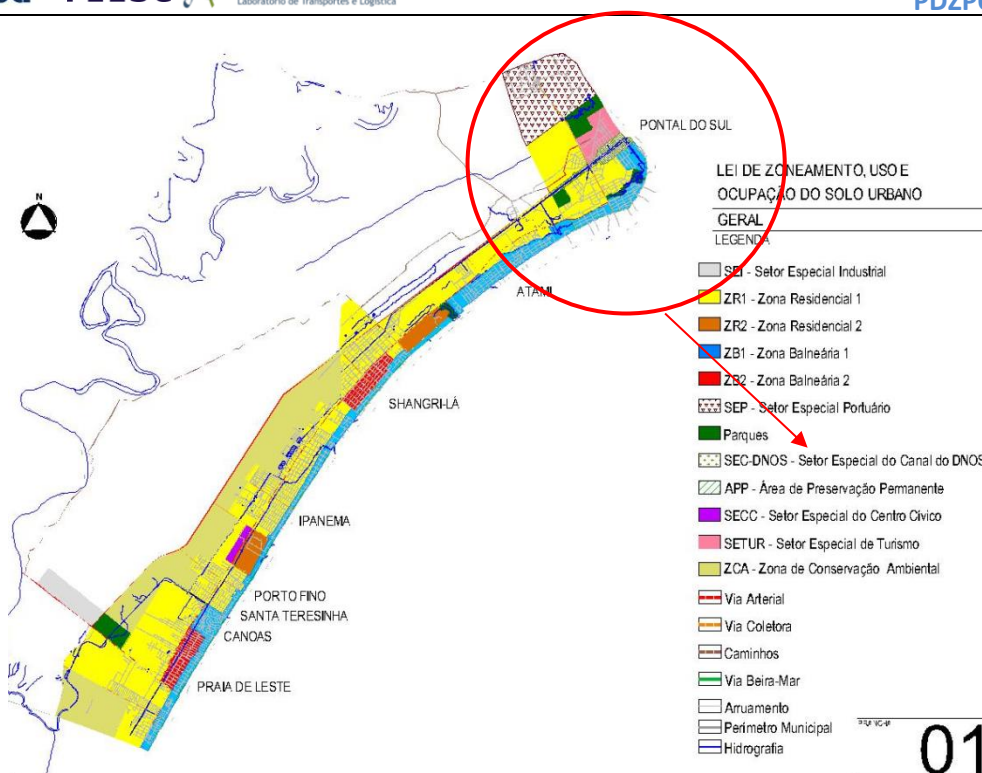 Laboratório de Transportes e Logística
N
PONTAL DO SUL
ATAMI
SHANGRI-LÁ
IPANEMA
PORTO FINO
SANTA TERESINHA
CANOAS
PRAIA DE LESTE
LEI DE ZONEAMENTO, USO E
OCUPAÇÃO DO SOLO URBANO
GERAL
LEGENDA
SEI - Setor Especial Industrial
ZR1 - Zona Residencial 1
ZR2 - Zona Residencial 2
ZB1 - Zona Balneária 1
ZB2 - Zona Balneária 2
SEP - Setor Especial Portuário
Parques
SEC-DNOS - Setor Especial do Canal do DNOS
APP - Área de Preservação Permanente
SECC - Setor Especial do Centro Cívico
SETUR - Setor Especial de Turismo
ZCA - Zona de Conservação Ambiental
Via Arterial
Via Coletora
Caminhos
Via Beira-Mar
Arruamento
Perímetro Municipal
Hidrografia
01